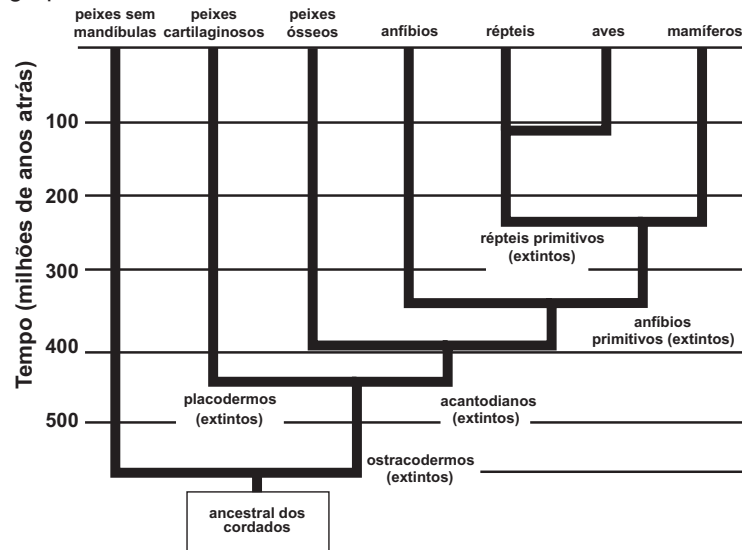 peixes sem
mandíbulas
peixes
cartilaginosos
peixes
ósseos
anfíbios
répteis
aves
mamíferos
Tempo (milhões de anos atrás)
100
200
300
400
500
répteis primitivos
(extintos)
anfíbios
primitivos (extintos)
placodermos
(extintos)
acantodianos
(extintos)
ostracodermos
(extintos)
ancestral dos
cordados